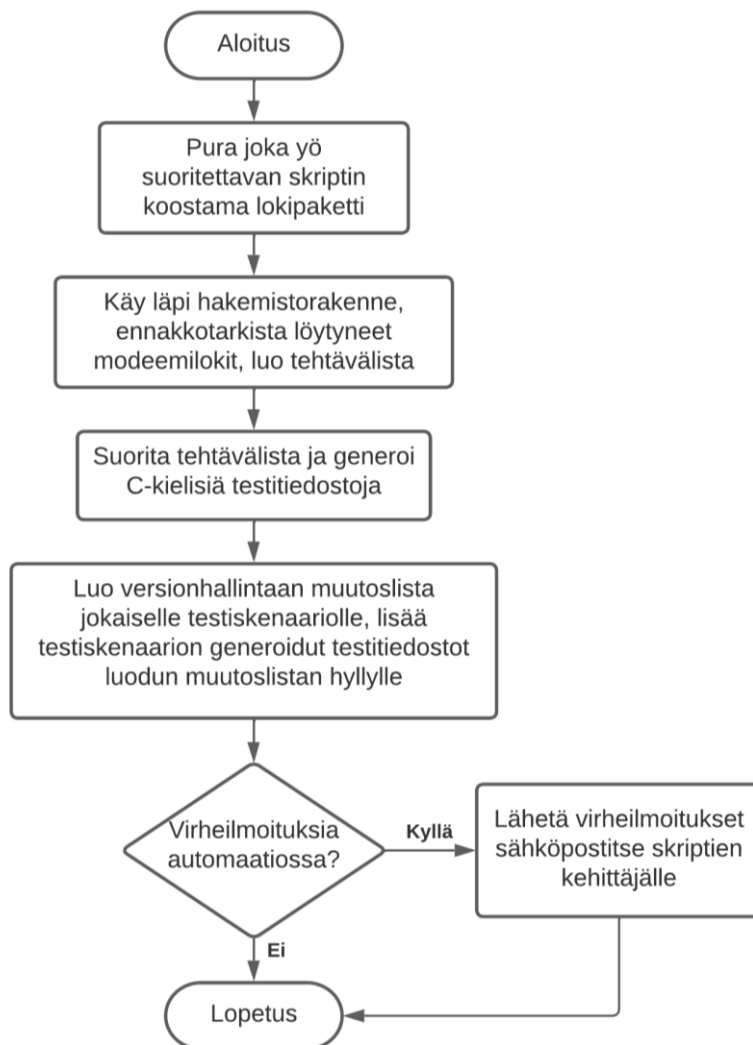 Aloitus
Pura joka yö
suoritettavan skriptin
koostama lokipaketti
Käy läpi hakemistorakenne,
ennakkotarkista löytyneet
modeemilokit, luo tehtävälista
Suorita tehtävälista ja generoi
C-kielisiä testitiedostoja
Luo versionhallintaan muutoslista
jokaiselle testiskenaariolle, lisää
testiskenaarion generoidut testitiedostot
luodun muutoslistan hyllylle
Virheilmoituksia
automaatiossa?
Kyllä
Lähetä virheilmoitukset
sähköpostitse skriptien
kehittäjälle
Ei
Lopetus